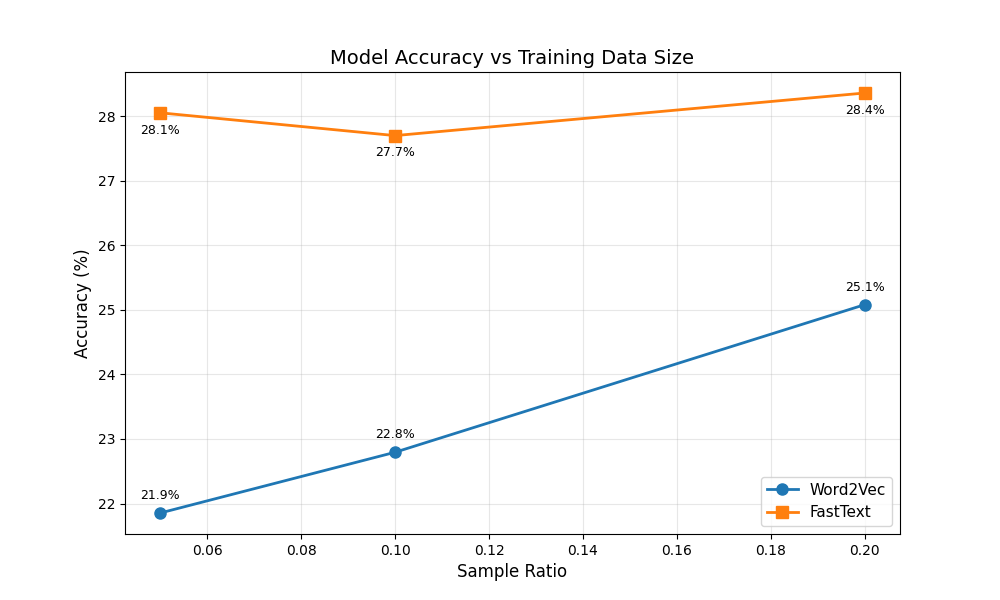 Model Accuracy vs Training Data Size
Accuracy (%)
28
27
26
25
24
23
22
28.1%
27.7%
28.4%
25.1%
22.8%
21.9%
Word2Vec
FastText
0.06 0.08 0.10 0.12 0.14 0.16 0.18 0.20
Sample Ratio